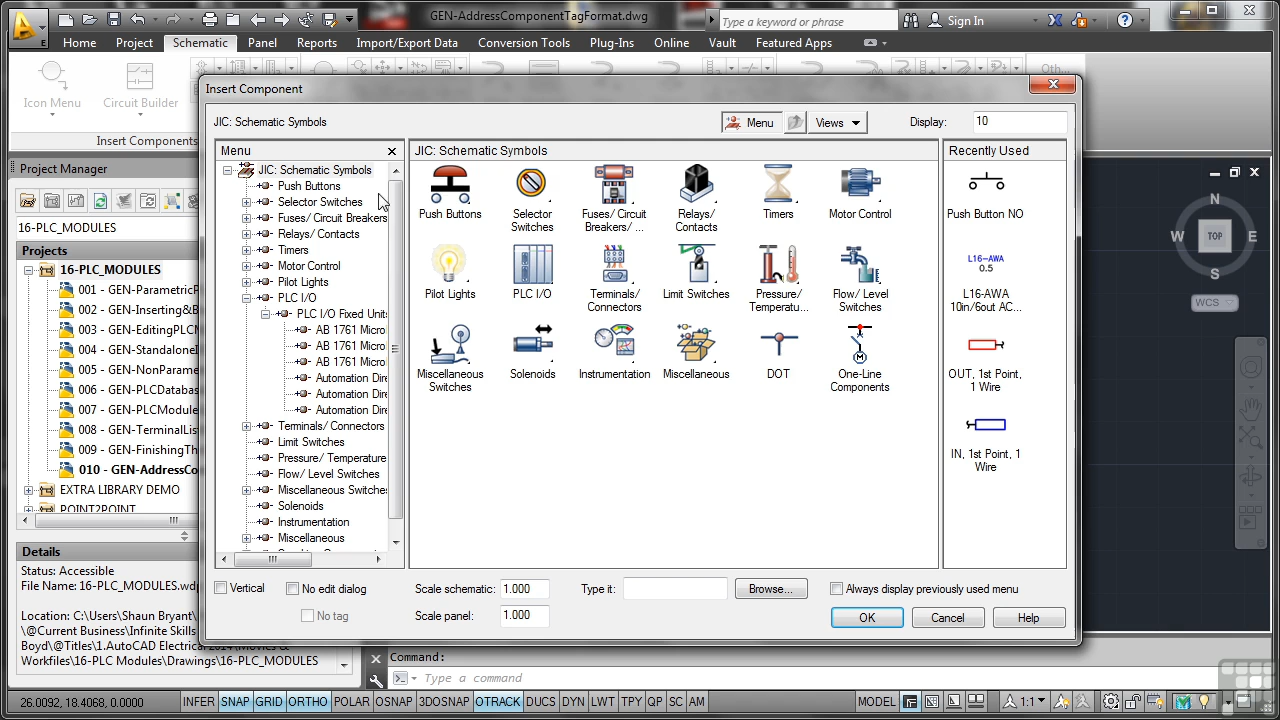 GEN-AddressComponentTagFormat.dwg
Type a keyword or phrase
Sign In
E
Home
Project
Schematic
Panel
Reports
Import/Export Data
Conversion Tools
Plug-Ins
Online
Vault
Featured Apps
Icon Menu
Circuit Builder
Insert Components
Insert Component
JIC: Schematic Symbols
Menu
Views
Display:
10
Menu
JIC: Schematic Symbols
Push Buttons
Selector Switches
Fuses/ Circuit Breakers
Relays/ Contacts
Timers
Motor Control
Pilot Lights
PLC I/O
PLC I/O Fixed Units
AB 1761 Micro
AB 1761 Micro
AB 1761 Micro
Automation Dire
Automation Dire
Automation Dire
Terminals/ Connectors
Limit Switches
Pressure/ Temperature
Flow/ Level Switches
Miscellaneous Switches
Solenoids
Instrumentation
Miscellaneous
JIC: Schematic Symbols
Push Buttons
Selector Switches
Fuses/ Circuit Breakers/ ...
Relays/ Contacts
Timers
Motor Control
Pilot Lights
PLC I/O
Terminals/ Connectors
Limit Switches
Pressure/ Temperatu...
Flow/ Level Switches
Miscellaneous Switches
Solenoids
Instrumentation
Miscellaneous
DOT
One-Line Components
Recently Used
Push Button NO
L16-AWA
0.5
L16-AWA 10in/6out AC...
OUT, 1st Point, 1 Wire
IN, 1st Point, 1 Wire
Vertical
No edit dialog
No tag
Scale schematic:
1.000
Scale panel:
1.000
Type it:
Browse...
Always display previously used menu
OK
Cancel
Help
Project Manager
16-PLC_MODULES
Projects
16-PLC_MODULES
001 - GEN-ParametricP
002 - GEN-Inserting&B
003 - GEN-EditingPLCM
004 - GEN-StandaloneI
005 - GEN-NonParame
006 - GEN-PLCDatabas
007 - GEN-PLCModule
008 - GEN-TerminalLis
009 - GEN-FinishingTh
010 - GEN-AddressCo
EXTRA LIBRARY DEMO
POINT2POINT
Details
Status: Accessible
File Name: 16-PLC_MODULES.wdp
Location: C:\Users\Shaun Bryant\Documents
\@Current Business\Infinite Skills
Boyd\@Titles\1.AutoCAD Electrical 2014\Movies &
Workfiles\16-PLC Modules\Drawings\16-PLC_MODULES
N
W
TOP
E
S
WCS
Command:
Type a command
26.0092, 18.4068, 0.0000
INFER
SNAP
GRID
ORTHO
POLAR
OSNAP
3DOSNAP
OTRACK
DUCS
DYN
LWT
TPY
QP
SC
AM
MODEL
1:1